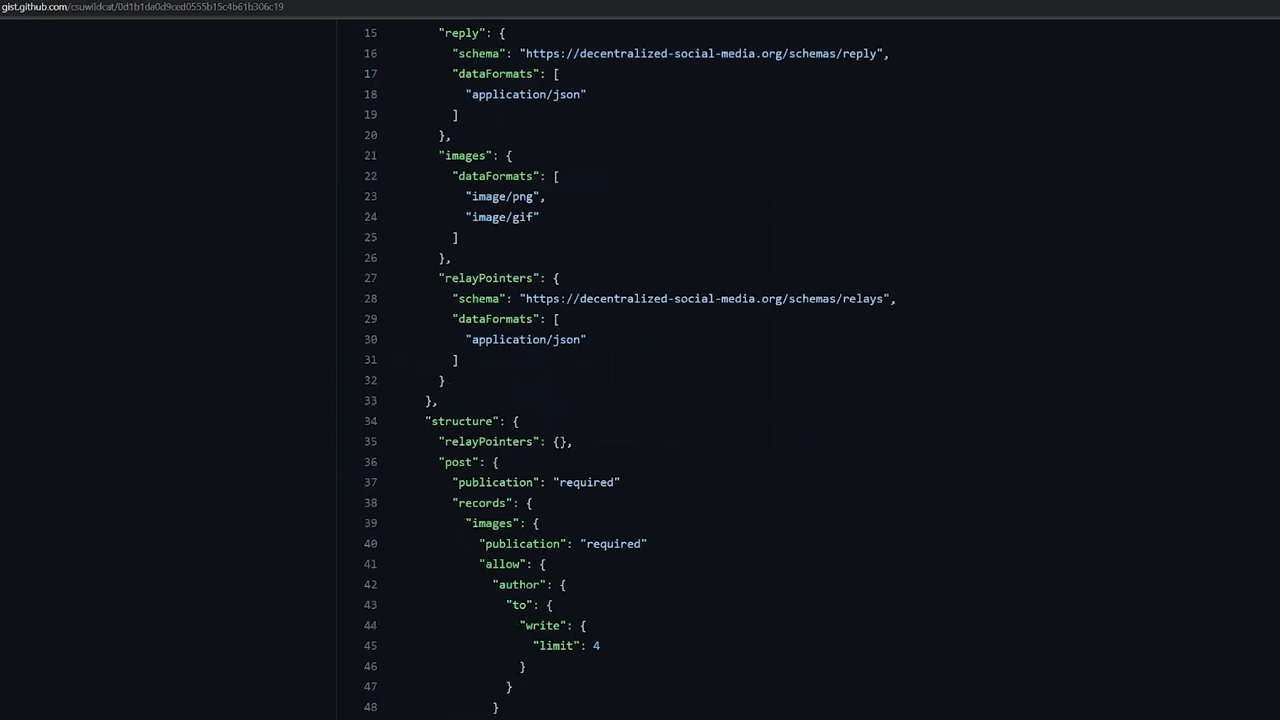 gist.github.com/csuwildcat/0d1b1da0d9ced0555b15c4b61b306c19
15 "reply": {
16 "schema": "https://decentralized-social-media.org/schemas/reply",
17 "dataFormats": [
18 "application/json"
19 ]
20 },
21 "images": {
22 "dataFormats": [
23 "image/png",
24 "image/gif"
25 ]
26 },
27 "relayPointers": {
28 "schema": "https://decentralized-social-media.org/schemas/relays",
29 "dataFormats": [
30 "application/json"
31 ]
32 }
33 },
34 "structure": {
35 "relayPointers": {},
36 "post": {
37 "publication": "required"
38 "records": {
39 "images": {
40 "publication": "required"
41 "allow": {
42 "author": {
43 "to": {
44 "write": {
45 "limit": 4
46 }
47 }
48 }